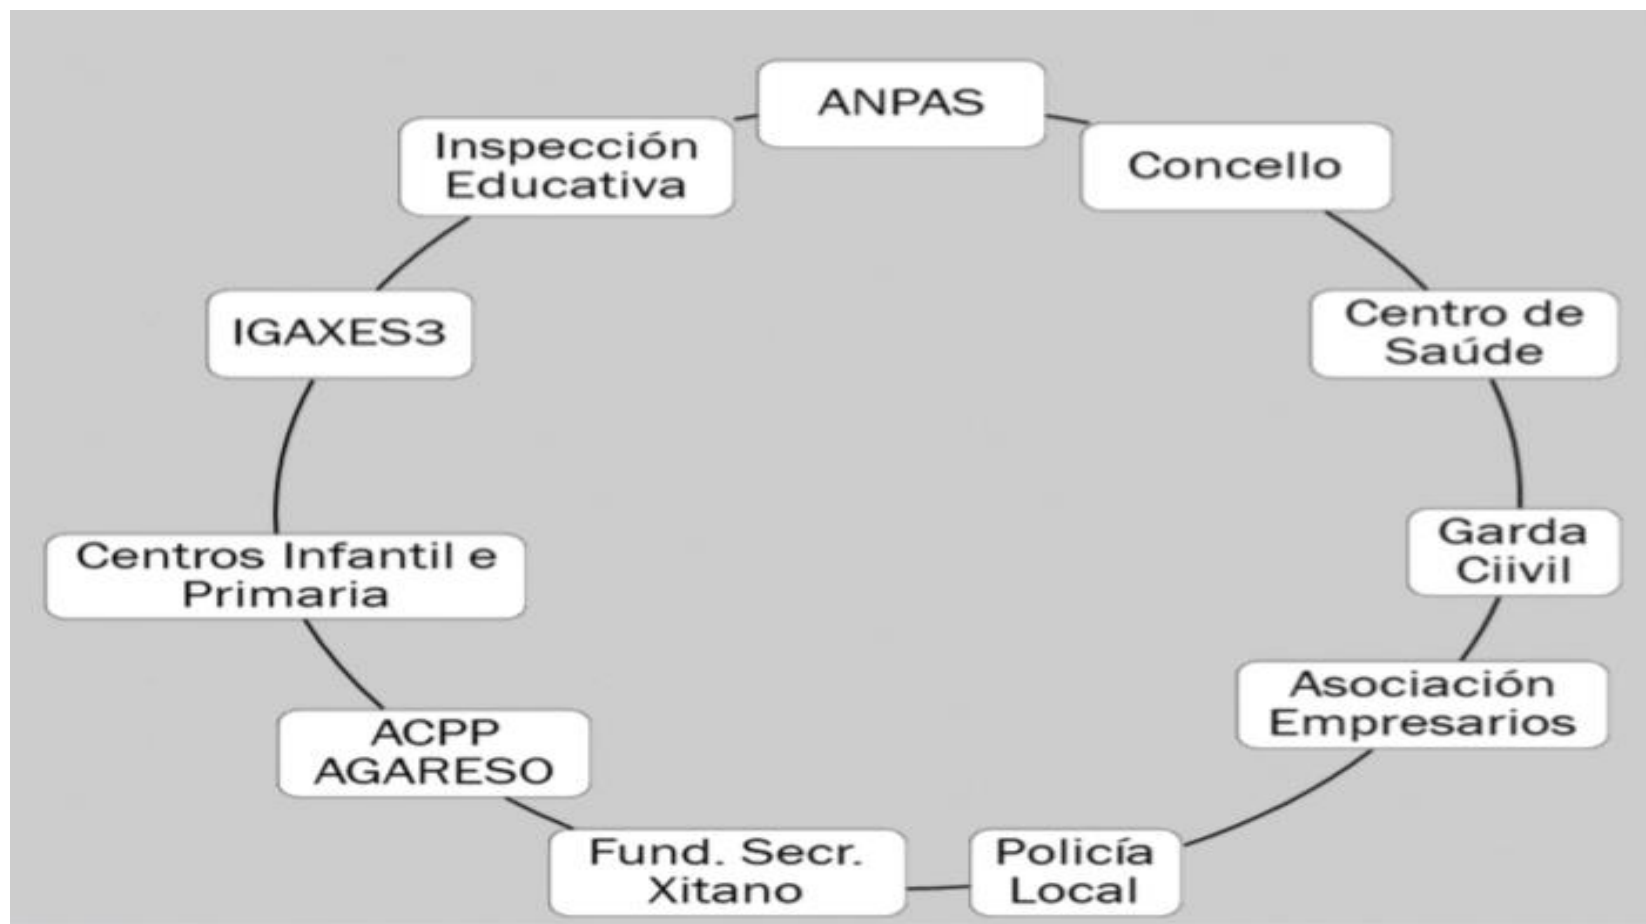 ANPAS
Concello
Centro de
Saúde
Garda
Ciivil
Asociación
Empresarios
Policía
Local
Fund. Secr.
Xitano
ACPP
AGARESO
Centros Infantil e
Primaria
IGAXES3
Inspección
Educativa